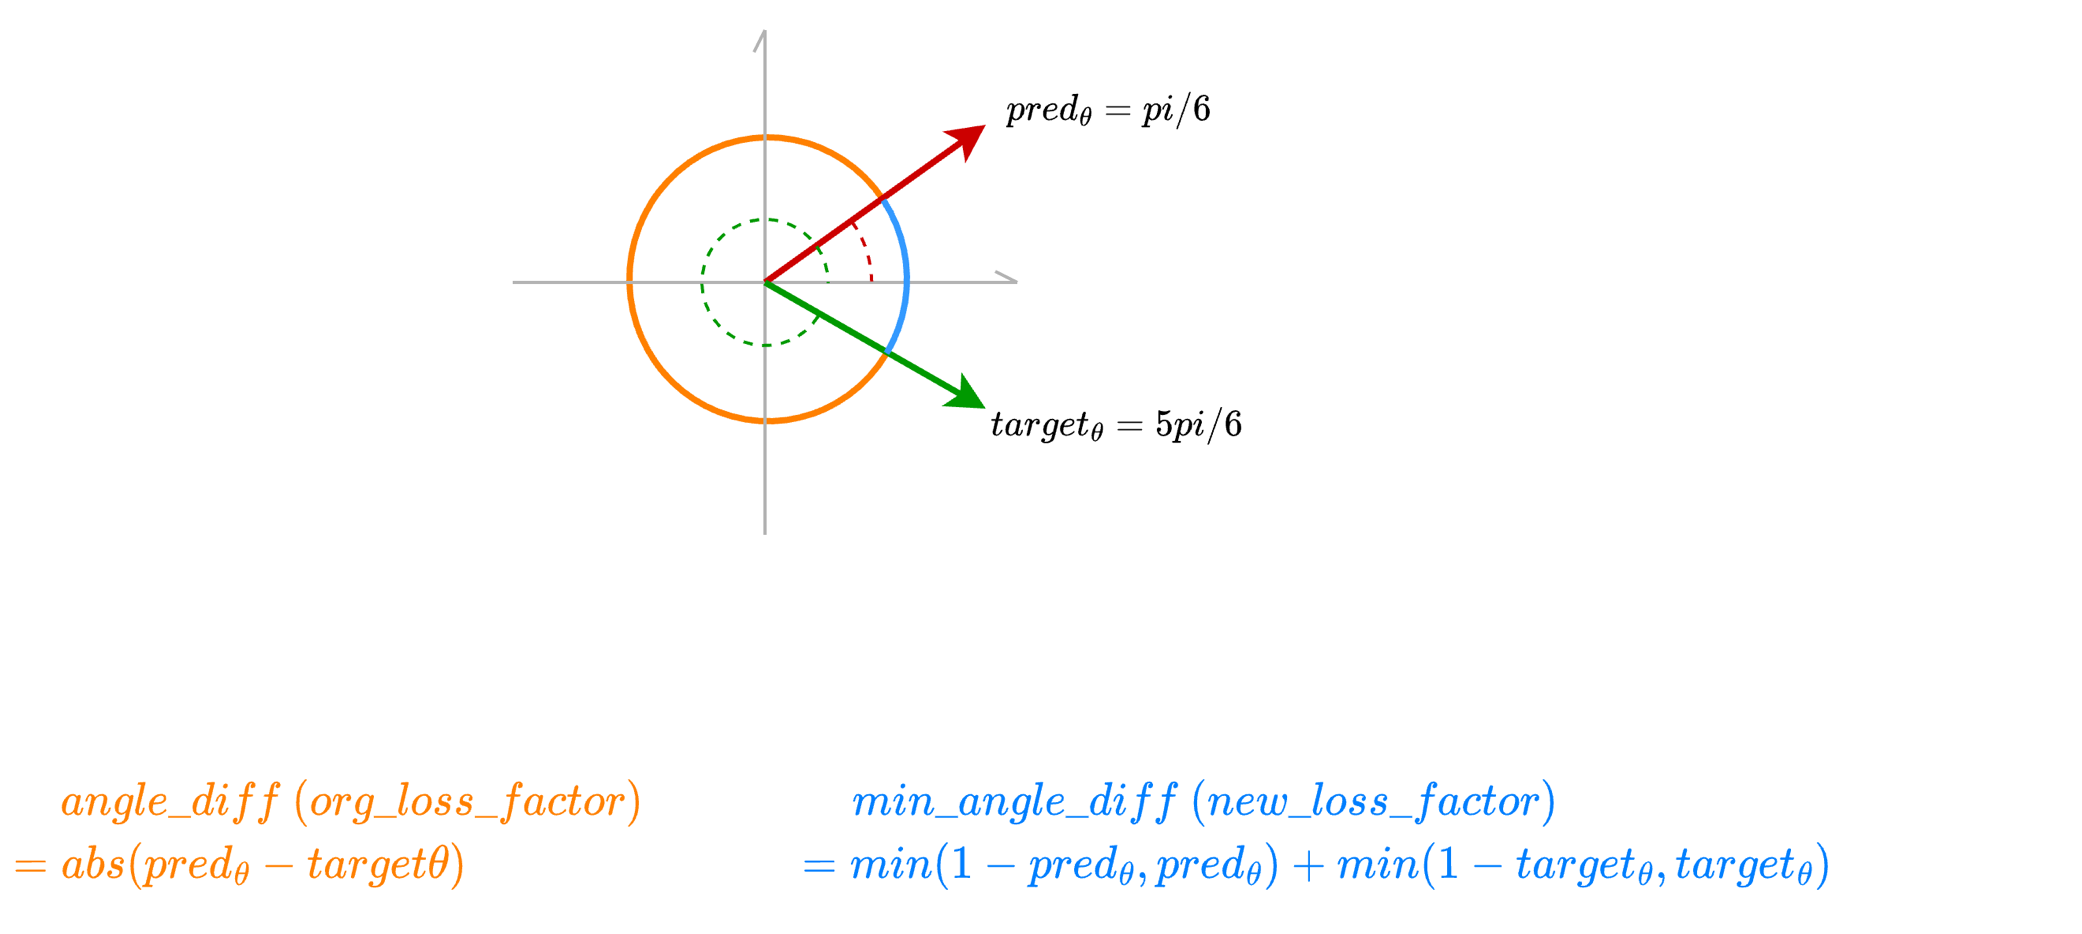 pred_θ = pi/6
target_θ = 5pi/6
angle_diff (org_loss_factor)
= abs(pred_θ − targetθ)
min_angle_diff (new_loss_factor)
= min(1 − pred_θ, pred_θ) + min(1 − target_θ, target_θ)